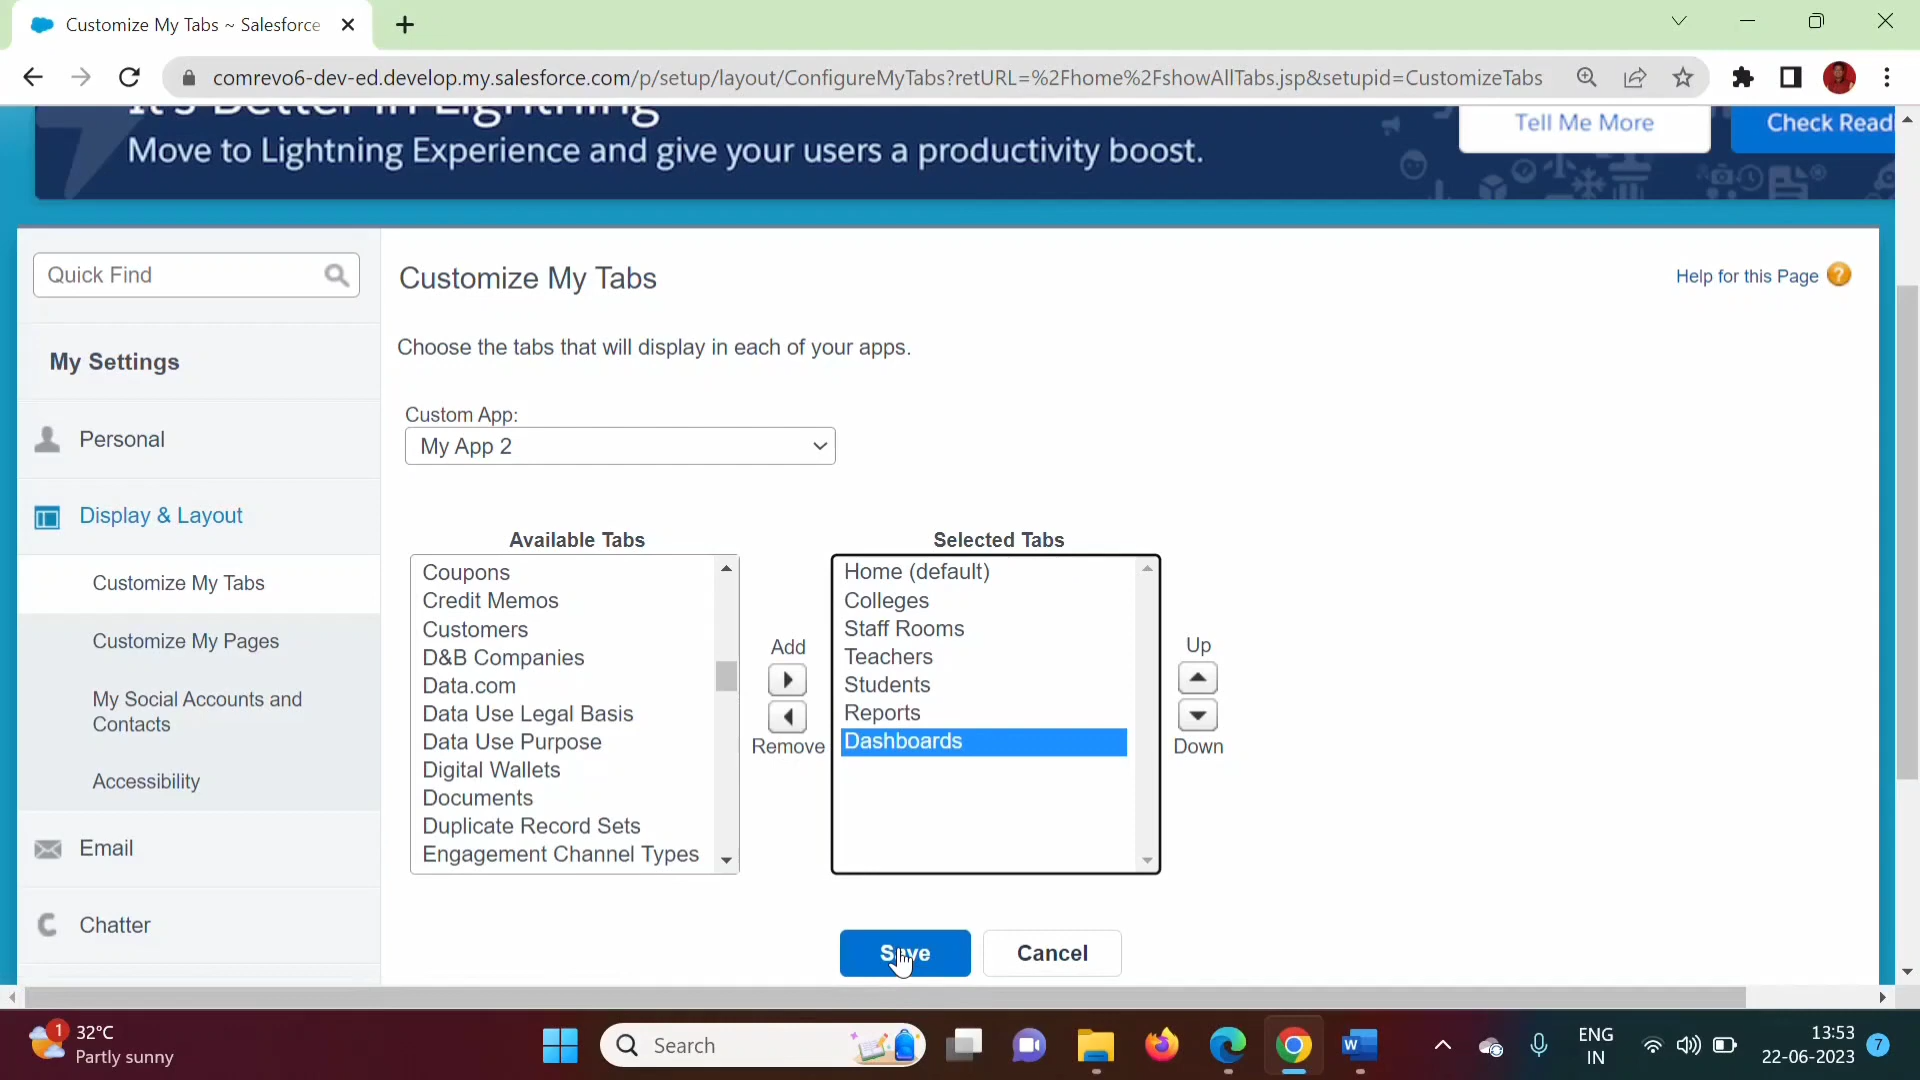 Customize My Tabs ~ Salesforce
comrevo6-dev-ed.develop.my.salesforce.com/p/setup/layout/ConfigureMyTabs?retURL=%2Fhome%2FshowAllTabs.jsp&setupid=CustomizeTabs
It's Better in Lightning
Move to Lightning Experience and give your users a productivity boost.
Tell Me More
Check Read
Quick Find
Customize My Tabs
Help for this Page
?
My Settings
Choose the tabs that will display in each of your apps.
Custom App:
My App 2
Personal
Display & Layout
Customize My Tabs
Customize My Pages
My Social Accounts and
Contacts
Accessibility
Email
Chatter
Available Tabs
Coupons
Credit Memos
Customers
D&B Companies
Data.com
Data Use Legal Basis
Data Use Purpose
Digital Wallets
Documents
Duplicate Record Sets
Engagement Channel Types
Add
Remove
Selected Tabs
Home (default)
Colleges
Staff Rooms
Teachers
Students
Reports
Dashboards
Up
Down
Save
Cancel
1
32°C
Partly sunny
Search
W
ENG
IN
13:53
22-06-2023
7